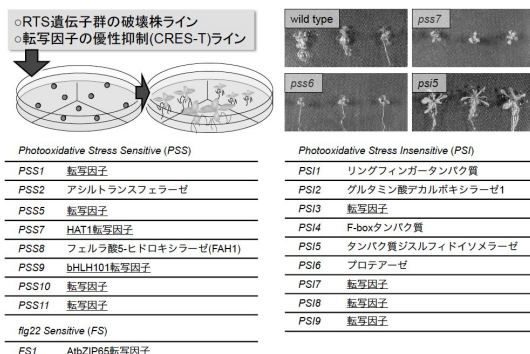 ○RTS遺伝子群の破壊株ライン
○転写因子の優性抑制(CRES-T)ライン
wild type
pss7
pss6
psi5
Photooxidative Stress Sensitive (PSS)
PSS1 転写因子
PSS2 アシルトランスフェラーゼ
PSS5 転写因子
PSS7 HAT1転写因子
PSS8 フェルラ酸5-ヒドロキシラーゼ(FAH1)
PSS9 bHLH101転写因子
PSS10 転写因子
PSS11 転写因子
flg22 Sensitive (FS)
FS1 AtbZIP65転写因子
Photooxidative Stress Insensitive (PSI)
PSI1 リングフィンガータンパク質
PSI2 グルタミン酸デカルボキシラーゼ1
PSI3 転写因子
PSI4 F-boxタンパク質
PSI5 タンパク質ジスルフィドイソメラーゼ
PSI6 プロテアーゼ
PSI7 転写因子
PSI8 転写因子
PSI9 転写因子